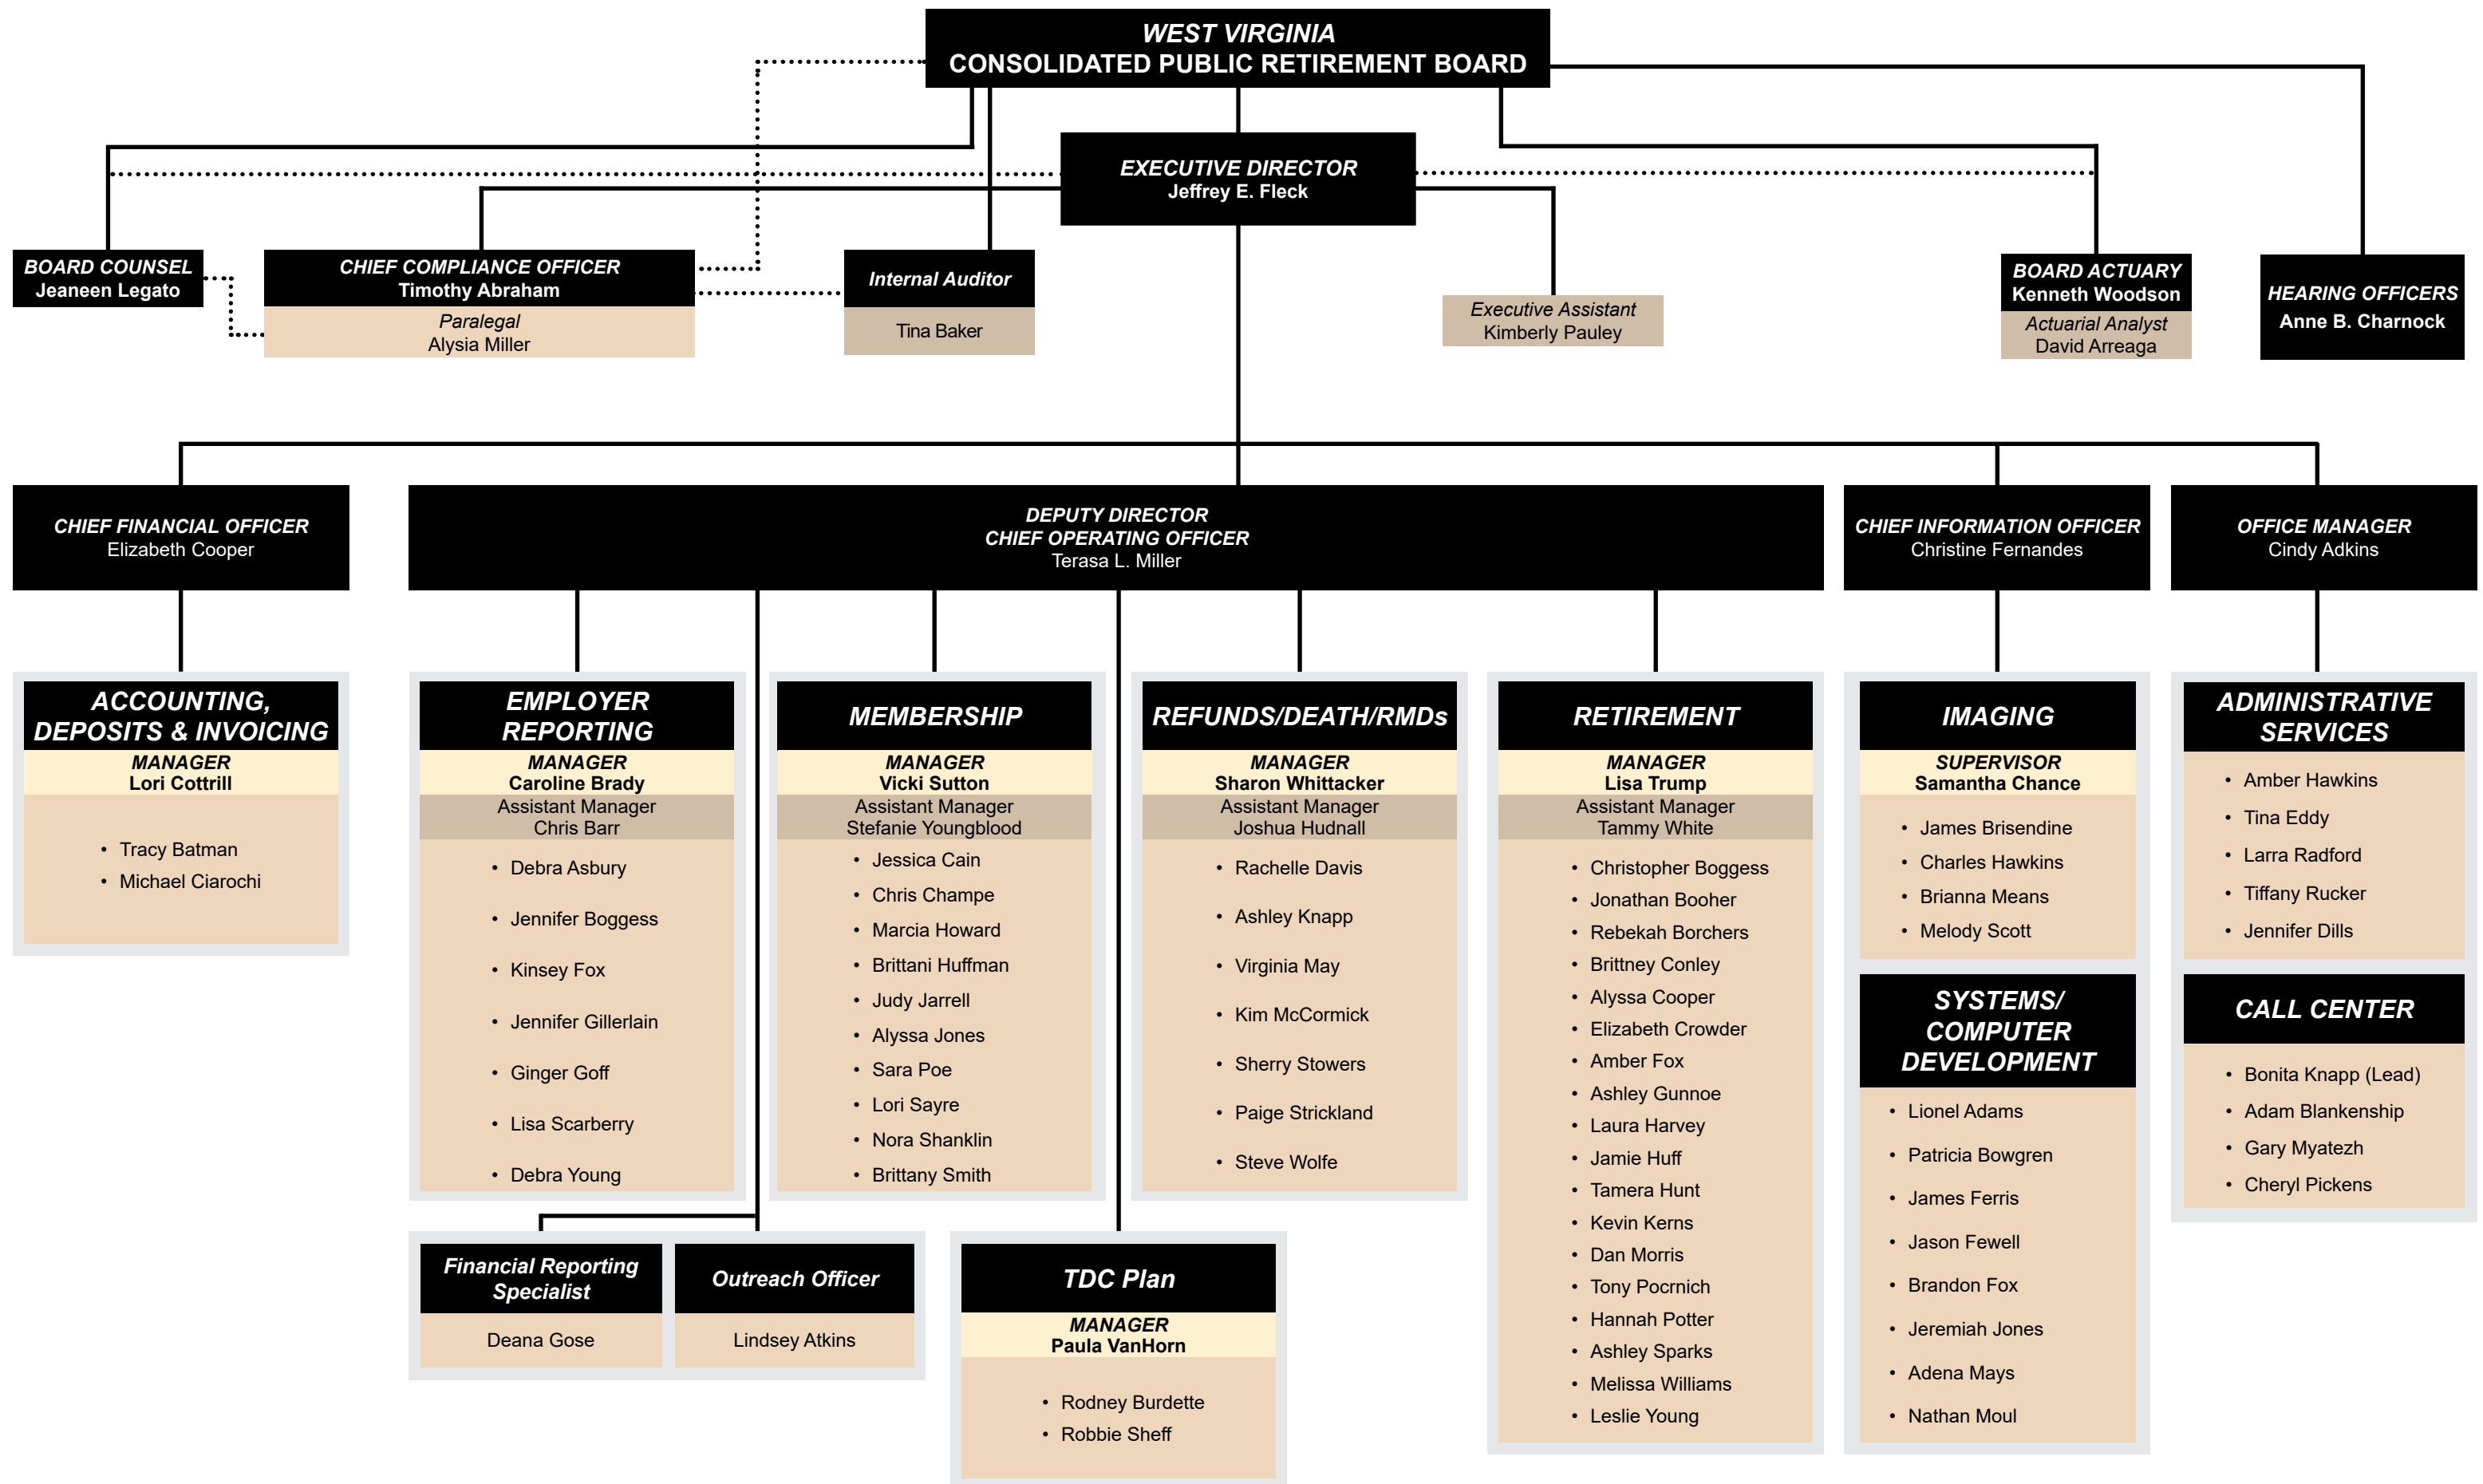 WEST VIRGINIA
CONSOLIDATED PUBLIC RETIREMENT BOARD
EXECUTIVE DIRECTOR
Jeffrey E. Fleck
BOARD COUNSEL
Jeaneen Legato
CHIEF COMPLIANCE OFFICER
Timothy Abraham
Paralegal
Alysia Miller
Internal Auditor
Tina Baker
Executive Assistant
Kimberly Pauley
BOARD ACTUARY
Kenneth Woodson
Actuarial Analyst
David Arreaga
HEARING OFFICERS
Anne B. Charnock
CHIEF FINANCIAL OFFICER
Elizabeth Cooper
DEPUTY DIRECTOR
CHIEF OPERATING OFFICER
Terasa L. Miller
CHIEF INFORMATION OFFICER
Christine Fernandes
OFFICE MANAGER
Cindy Adkins
ACCOUNTING,
DEPOSITS & INVOICING
MANAGER
Lori Cottrill
• Tracy Batman
• Michael Ciarochi
EMPLOYER
REPORTING
MANAGER
Caroline Brady
Assistant Manager
Chris Barr
• Debra Asbury
• Jennifer Boggess
• Kinsey Fox
• Jennifer Gillerlain
• Ginger Goff
• Lisa Scarberry
• Debra Young
MEMBERSHIP
MANAGER
Vicki Sutton
Assistant Manager
Stefanie Youngblood
• Jessica Cain
• Chris Champe
• Marcia Howard
• Brittani Huffman
• Judy Jarrell
• Alyssa Jones
• Sara Poe
• Lori Sayre
• Nora Shanklin
• Brittany Smith
REFUNDS/DEATH/RMDs
MANAGER
Sharon Whittacker
Assistant Manager
Joshua Hudnall
• Rachelle Davis
• Ashley Knapp
• Virginia May
• Kim McCormick
• Sherry Stowers
• Paige Strickland
• Steve Wolfe
RETIREMENT
MANAGER
Lisa Trump
Assistant Manager
Tammy White
• Christopher Boggess
• Jonathan Booher
• Rebekah Borchers
• Brittney Conley
• Alyssa Cooper
• Elizabeth Crowder
• Amber Fox
• Ashley Gunnoe
• Laura Harvey
• Jamie Huff
• Tamera Hunt
• Kevin Kerns
• Dan Morris
• Tony Pocrnich
• Hannah Potter
• Ashley Sparks
• Melissa Williams
• Leslie Young
IMAGING
SUPERVISOR
Samantha Chance
• James Brisendine
• Charles Hawkins
• Brianna Means
• Melody Scott
SYSTEMS/
COMPUTER
DEVELOPMENT
• Lionel Adams
• Patricia Bowgren
• James Ferris
• Jason Fewell
• Brandon Fox
• Jeremiah Jones
• Adena Mays
• Nathan Moul
ADMINISTRATIVE
SERVICES
• Amber Hawkins
• Tina Eddy
• Larra Radford
• Tiffany Rucker
• Jennifer Dills
CALL CENTER
• Bonita Knapp (Lead)
• Adam Blankenship
• Gary Myatezh
• Cheryl Pickens
Financial Reporting
Specialist
Deana Gose
Outreach Officer
Lindsey Atkins
TDC Plan
MANAGER
Paula VanHorn
• Rodney Burdette
• Robbie Sheff